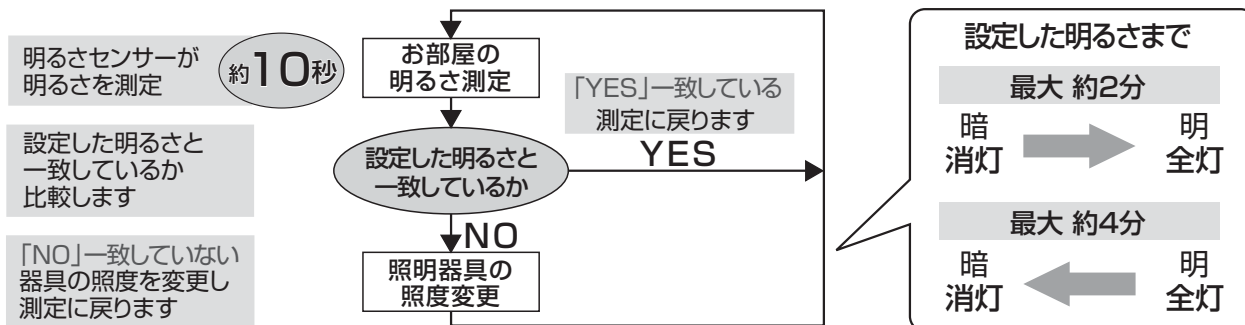 明るさセンサーが
明るさを測定
約10秒
お部屋の
明るさ測定
「YES」一致している
測定に戻ります
YES
設定した明るさと
一致しているか
比較します
設定した明るさと
一致しているか
NO
「NO」一致していない
器具の照度を変更し
測定に戻ります
照明器具の
照度変更
設定した明るさまで
最大 約2分
暗 明
消灯 全灯
最大 約4分
暗 明
消灯 全灯